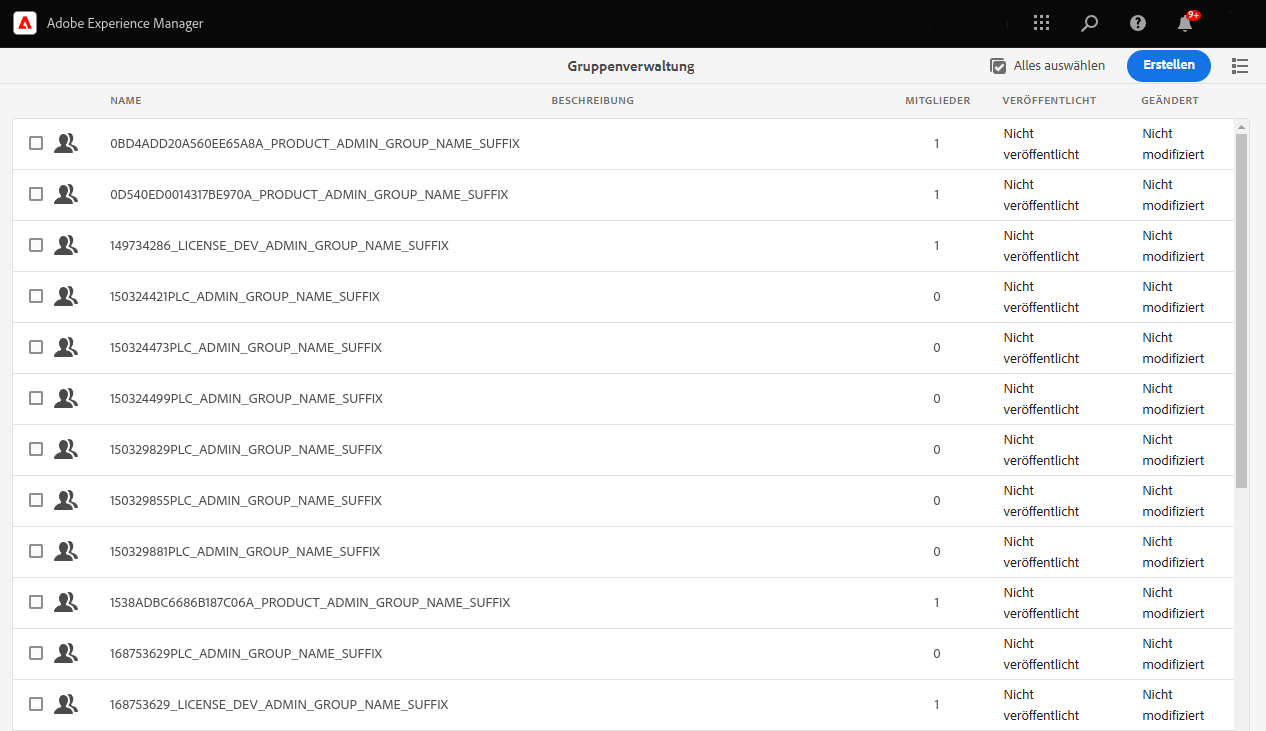 Adobe Experience Manager
9+
Gruppenverwaltung
Alles auswählen
Erstellen
NAME BESCHREIBUNG MITGLIEDER VERÖFFENTLICHT GEÄNDERT
0BD4ADD20A560EE65A8A_PRODUCT_ADMIN_GROUP_NAME_SUFFIX 1 Nicht Nicht
veröffentlicht modifiziert
0D540ED0014317BE970A_PRODUCT_ADMIN_GROUP_NAME_SUFFIX 1 Nicht Nicht
veröffentlicht modifiziert
149734286_LICENSE_DEV_ADMIN_GROUP_NAME_SUFFIX 1 Nicht Nicht
veröffentlicht modifiziert
150324421PLC_ADMIN_GROUP_NAME_SUFFIX 0 Nicht Nicht
veröffentlicht modifiziert
150324473PLC_ADMIN_GROUP_NAME_SUFFIX 0 Nicht Nicht
veröffentlicht modifiziert
150324499PLC_ADMIN_GROUP_NAME_SUFFIX 0 Nicht Nicht
veröffentlicht modifiziert
150329829PLC_ADMIN_GROUP_NAME_SUFFIX 0 Nicht Nicht
veröffentlicht modifiziert
150329855PLC_ADMIN_GROUP_NAME_SUFFIX 0 Nicht Nicht
veröffentlicht modifiziert
150329881PLC_ADMIN_GROUP_NAME_SUFFIX 0 Nicht Nicht
veröffentlicht modifiziert
1538ADBC6686B187C06A_PRODUCT_ADMIN_GROUP_NAME_SUFFIX 1 Nicht Nicht
veröffentlicht modifiziert
168753629PLC_ADMIN_GROUP_NAME_SUFFIX 0 Nicht Nicht
veröffentlicht modifiziert
168753629_LICENSE_DEV_ADMIN_GROUP_NAME_SUFFIX 1 Nicht Nicht
veröffentlicht modifiziert